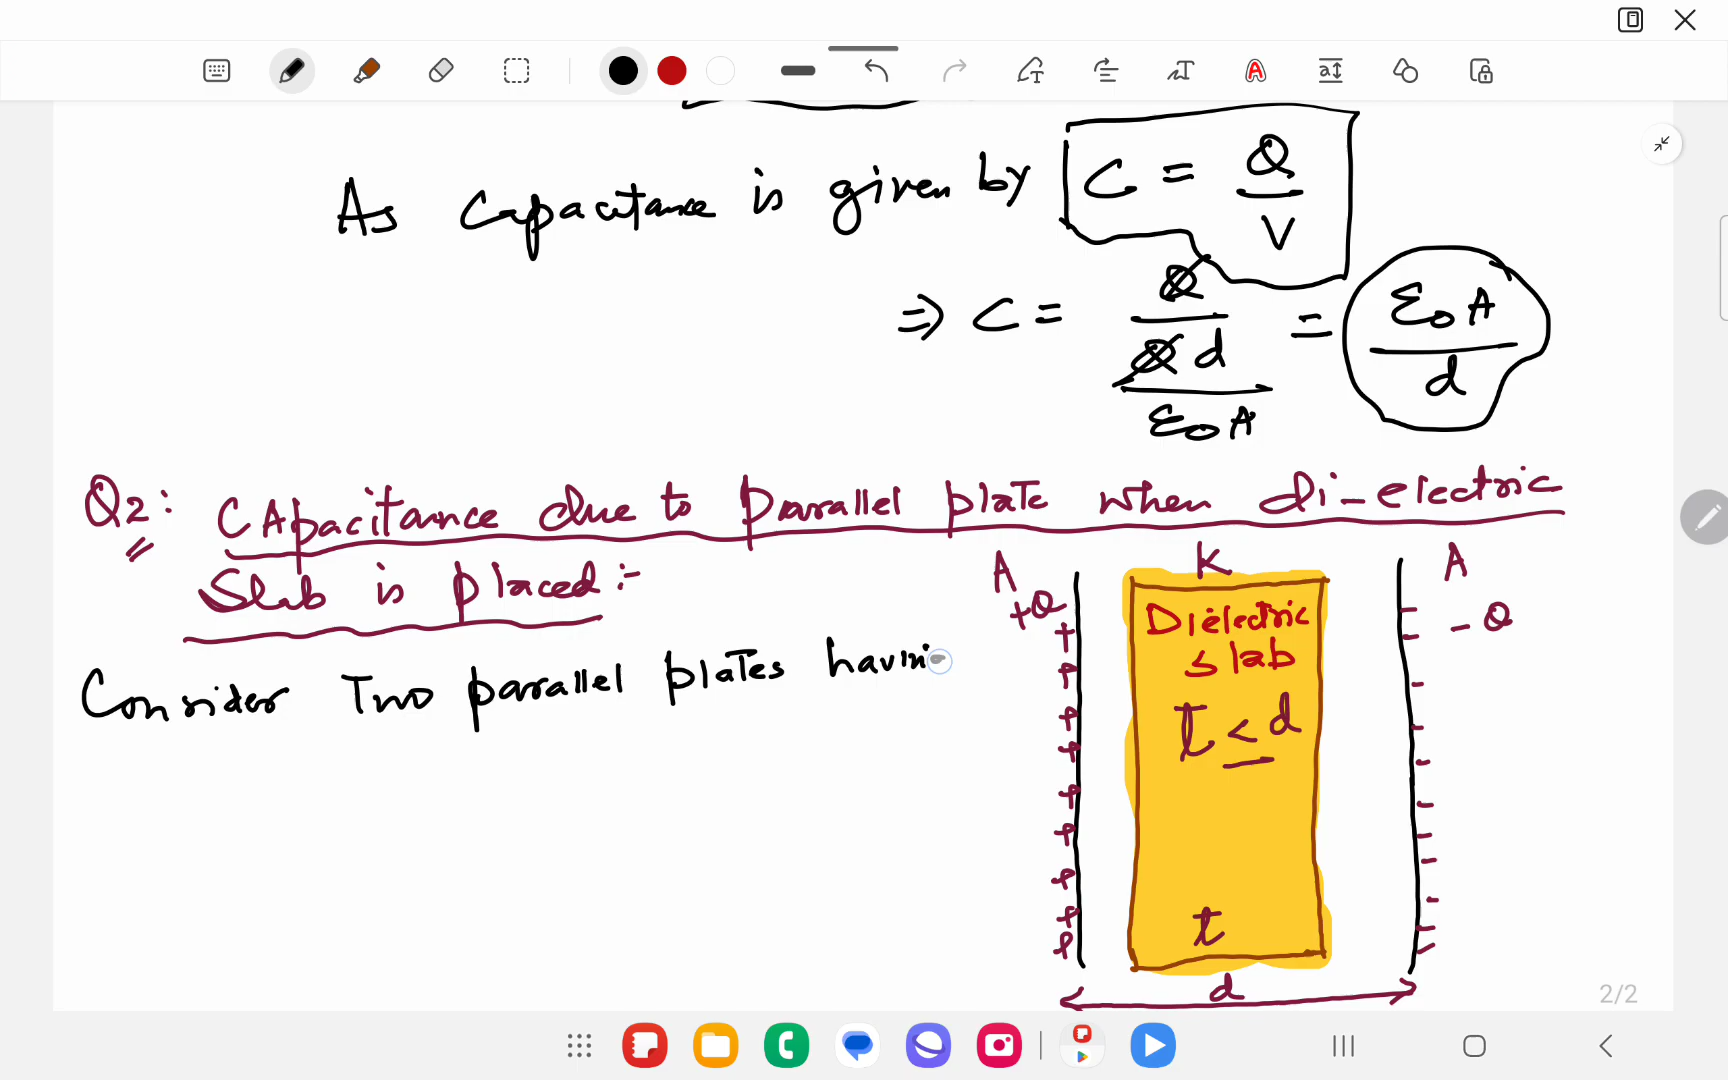 As Capacitance is given by C = Q/V
⇒ C = Q/(Qd/ε₀A) = ε₀A/d
Q2: CApacitance due to Parallel plate when di-electric
Slab is placed :-
Consider Two parallel plates havin
A
+Q
K
A
- Q
Dielectric
slab
t < d
t
d
2/2